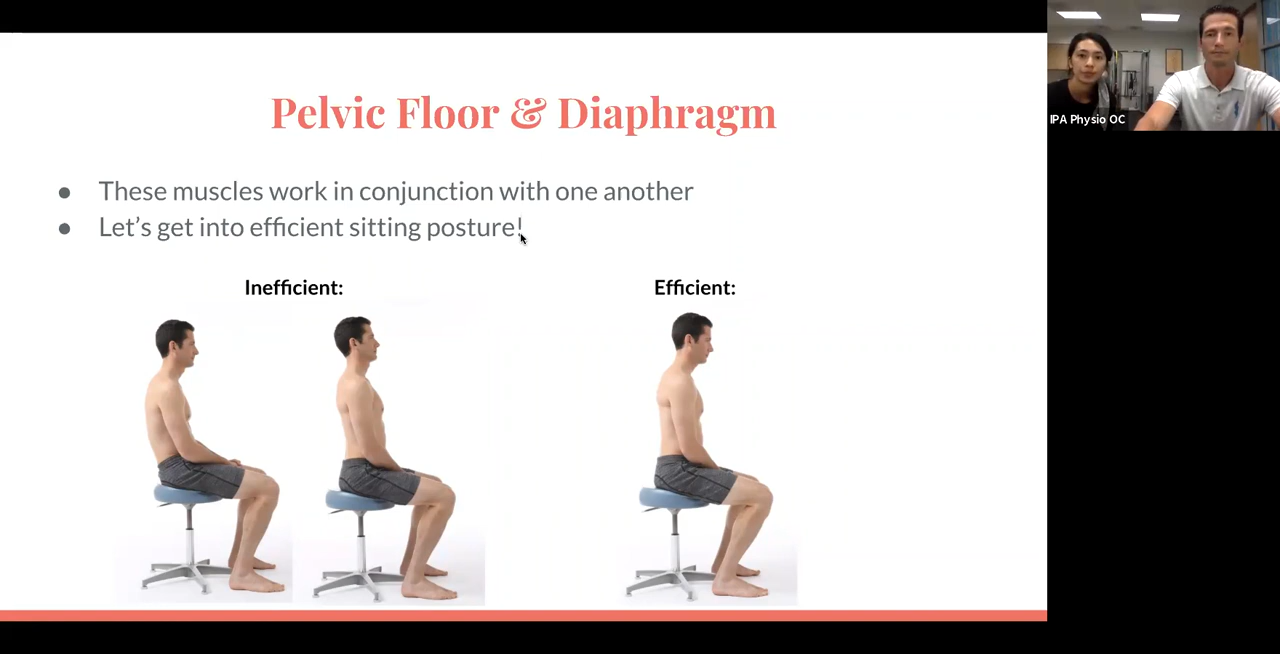 Pelvic Floor & Diaphragm
● These muscles work in conjunction with one another
● Let's get into efficient sitting posture!
Inefficient:
Efficient:
IPA Physio OC